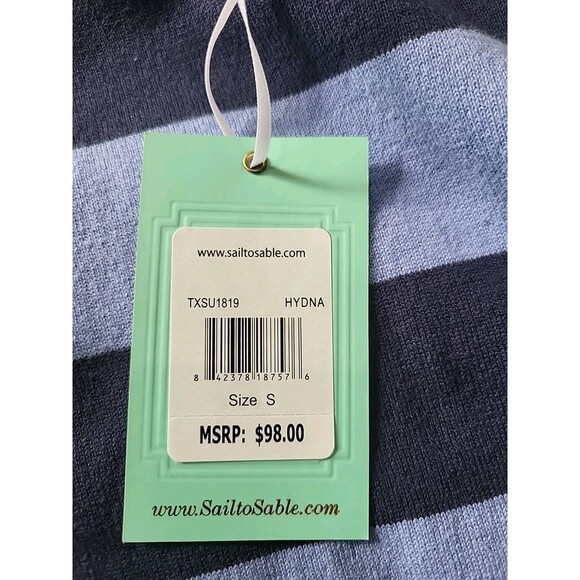 www.sailtosable.com
TXSU1819 HYDNA
8 42378 18757 6
Size S
MSRP: $98.00
www.SailtoSable.com